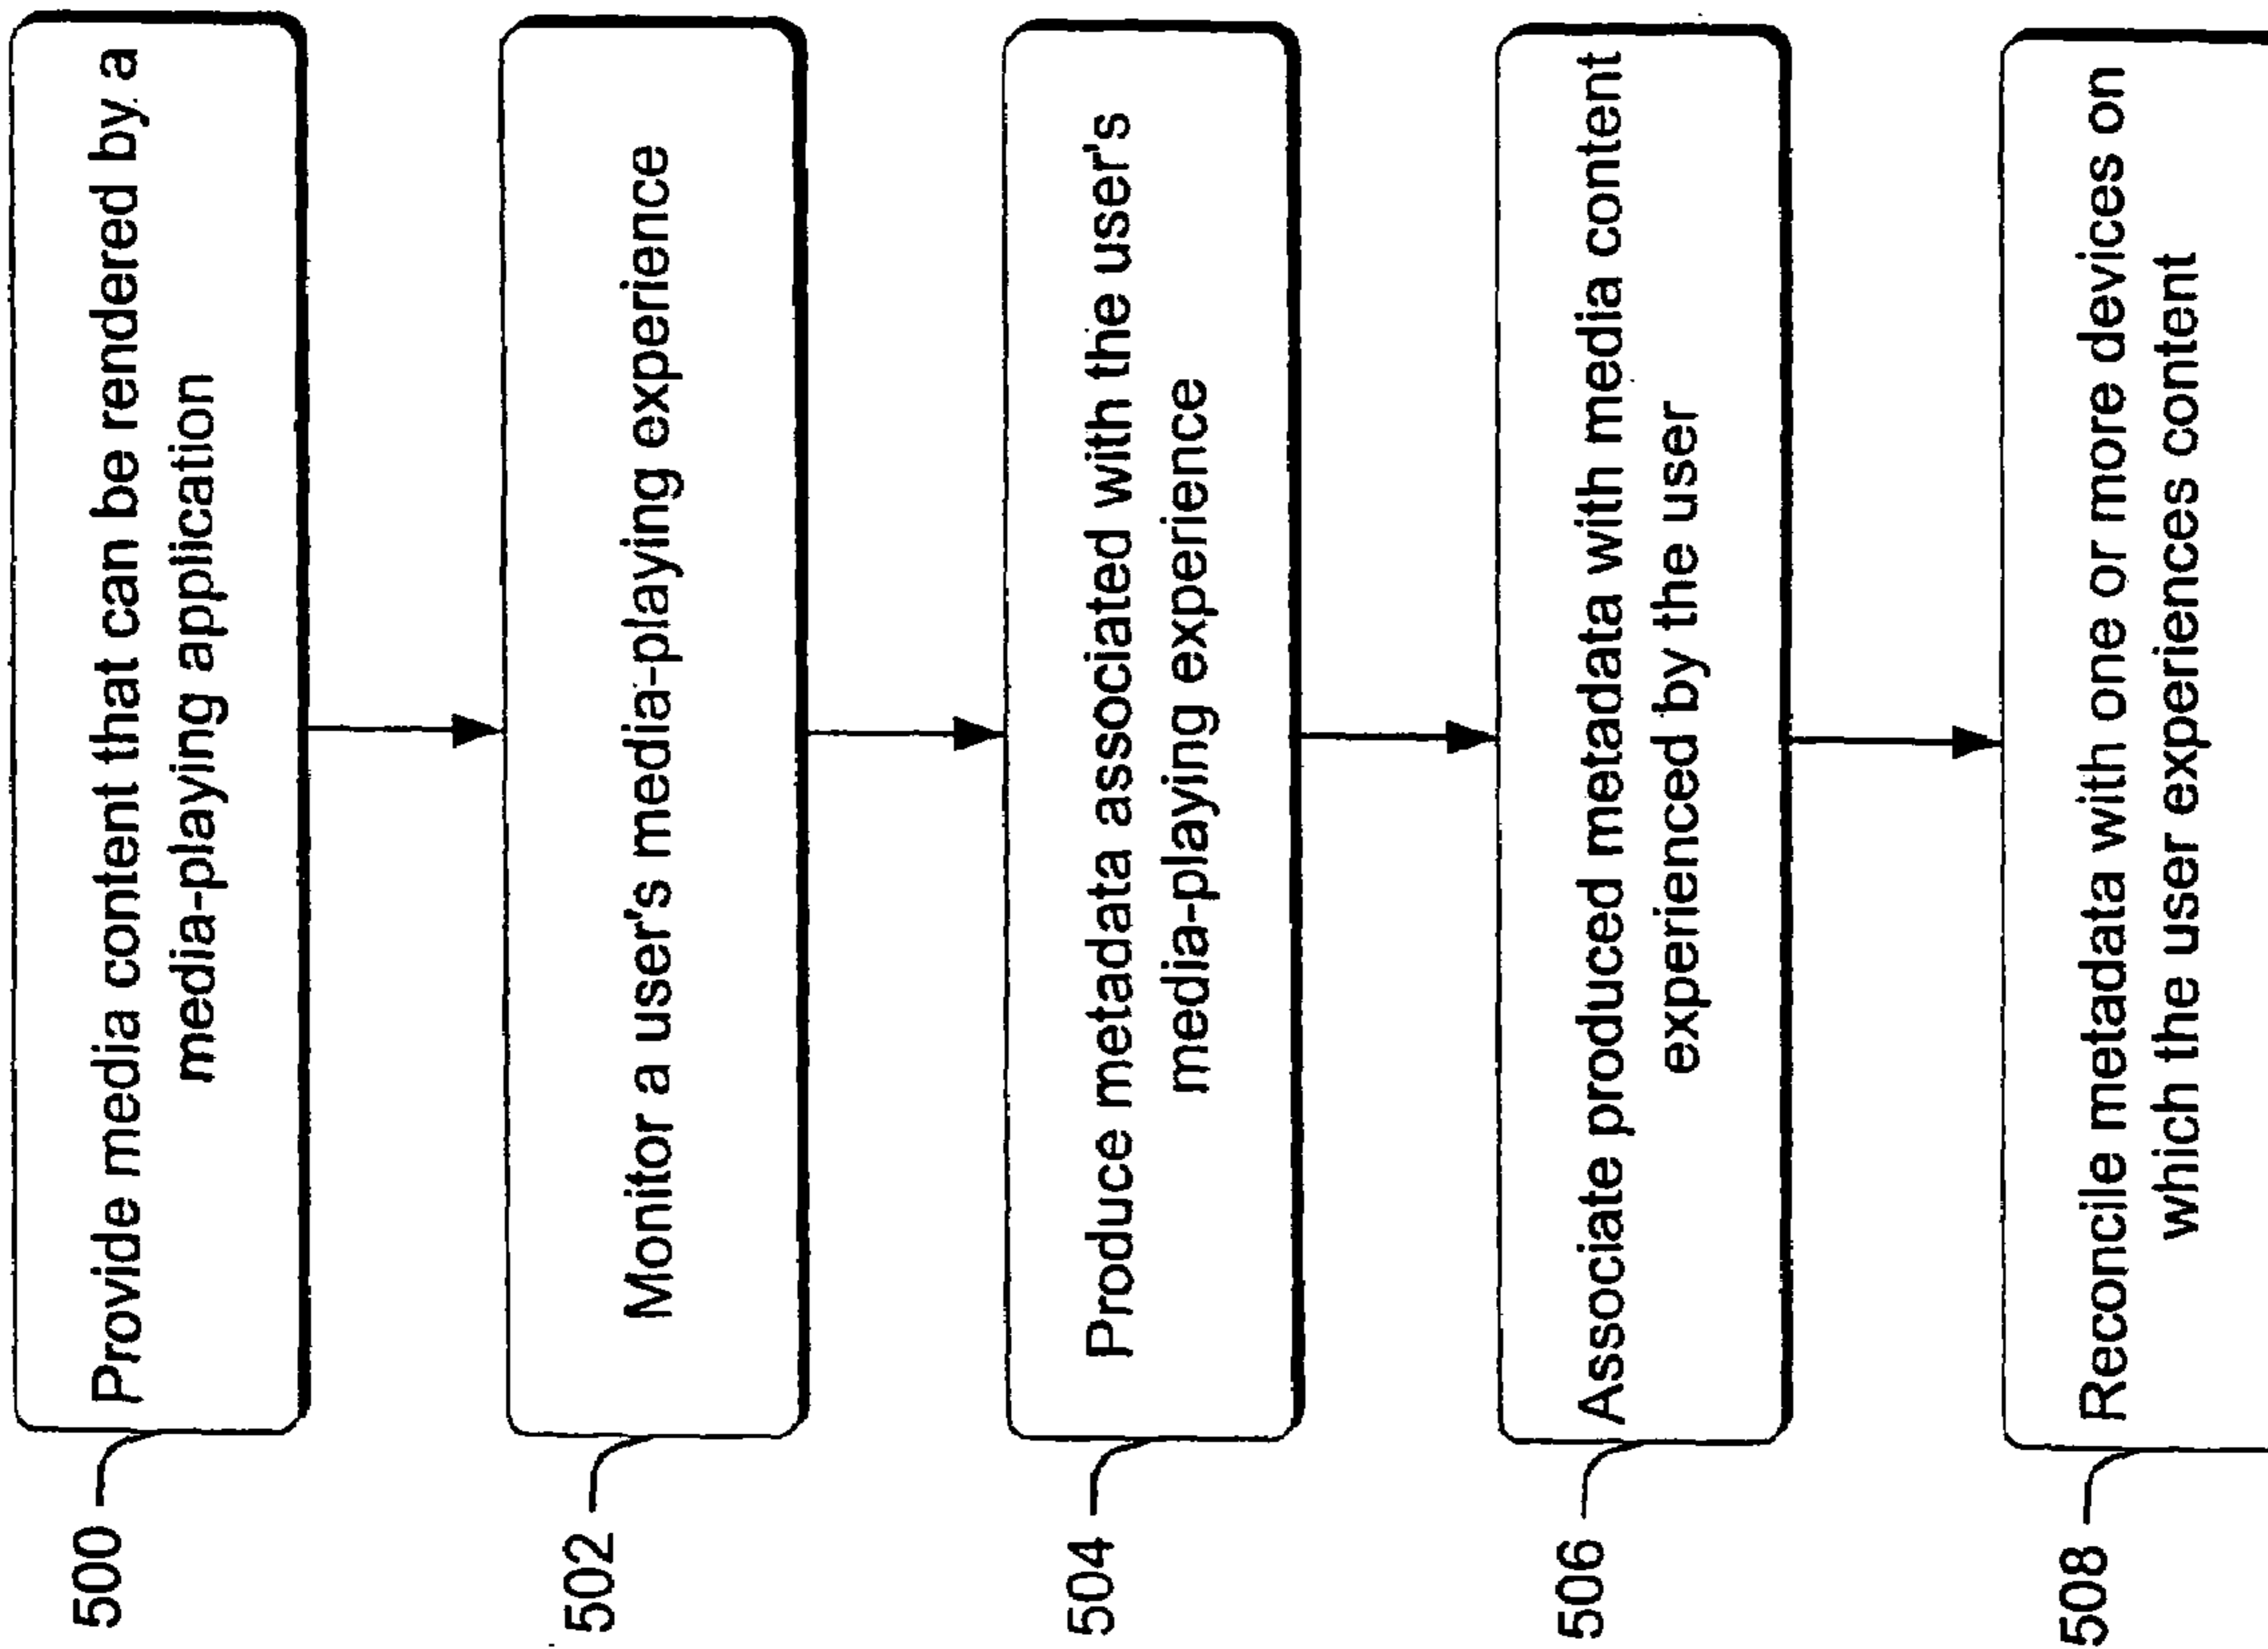 500
Provide media content that can be rendered by a
media-playing application
502
Monitor a user's media-playing experience
504
Produce metadata associated with the user's
media-playing experience
506
Associate produced metadata with media content
experienced by the user
508
Reconcile metadata with one or more devices on
which the user experiences content